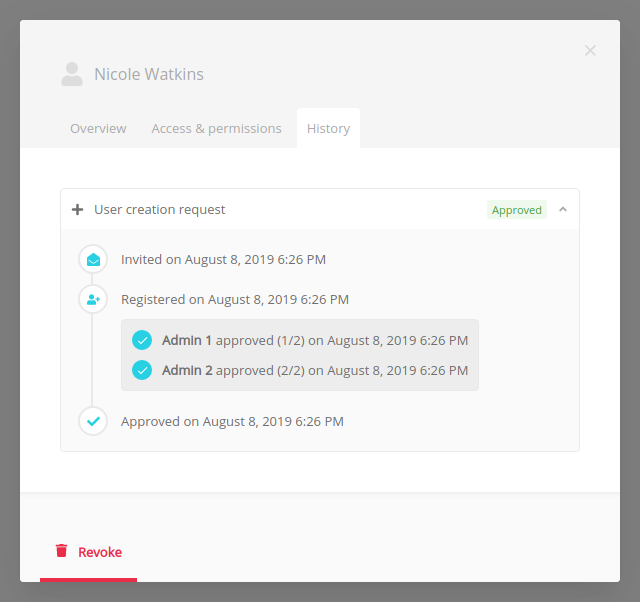 Nicole Watkins
Overview Access & permissions History
User creation request Approved
Invited on August 8, 2019 6:26 PM
Registered on August 8, 2019 6:26 PM
Admin 1 approved (1/2) on August 8, 2019 6:26 PM
Admin 2 approved (2/2) on August 8, 2019 6:26 PM
Approved on August 8, 2019 6:26 PM
Revoke